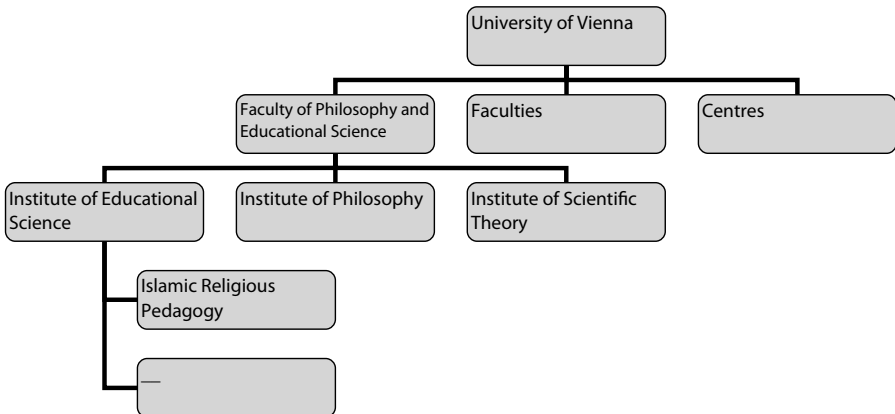 University of Vienna
Faculty of Philosophy and
Educational Science
Faculties
Centres
Institute of Educational
Science
Institute of Philosophy
Institute of Scientific
Theory
Islamic Religious
Pedagogy
—